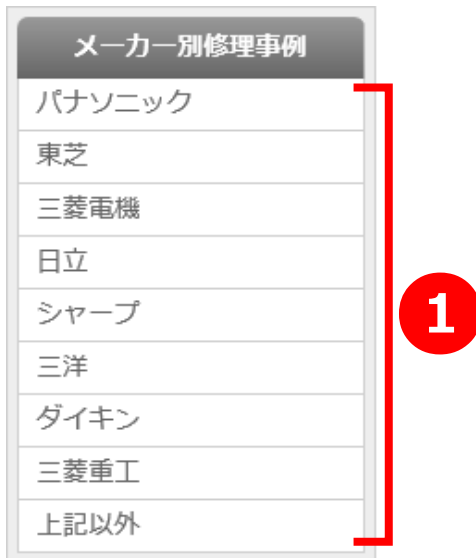 メーカー別修理事例
パナソニック
東芝
三菱電機
日立
シャープ
三洋
ダイキン
三菱重工
上記以外
1